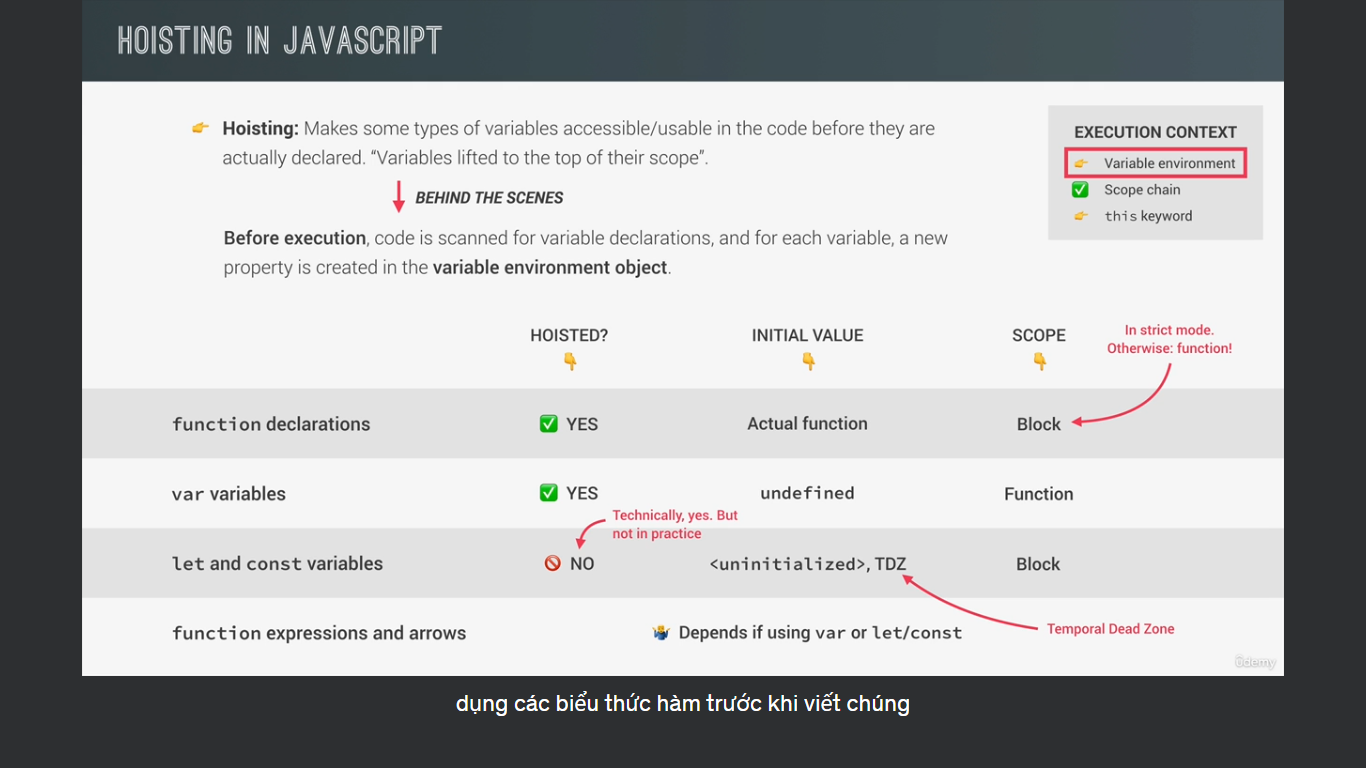 HOISTING IN JAVASCRIPT
👉 Hoisting: Makes some types of variables accessible/usable in the code before they are
actually declared. “Variables lifted to the top of their scope”.
BEHIND THE SCENES
Before execution, code is scanned for variable declarations, and for each variable, a new
property is created in the variable environment object.
EXECUTION CONTEXT
👉 Variable environment
✅ Scope chain
👉 this keyword
HOISTED? INITIAL VALUE SCOPE
👇 👇 👇
In strict mode.
Otherwise: function!
function declarations ✅ YES Actual function Block
var variables ✅ YES undefined Function
Technically, yes. But
not in practice
let and const variables 🚫 NO <uninitialized>, TDZ Block
function expressions and arrows 🤷‍♂️ Depends if using var or let/const
Temporal Dead Zone
ûdemy
dụng các biểu thức hàm trước khi viết chúng